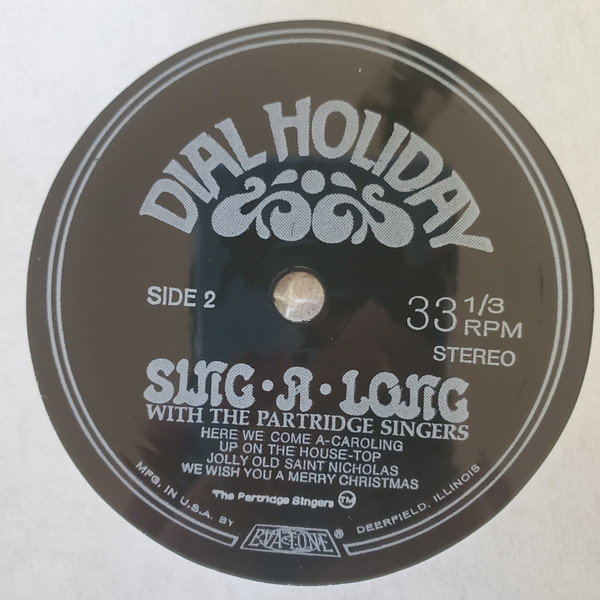 DIAL HOLIDAY
SIDE 2
33 1/3
RPM
STEREO
SING·A·LONG
WITH THE PARTRIDGE SINGERS
HERE WE COME A-CAROLING
UP ON THE HOUSE-TOP
JOLLY OLD SAINT NICHOLAS
WE WISH YOU A MERRY CHRISTMAS
The Partridge Singers TM
MFG. IN U.S.A. BY EVA-TONE® DEERFIELD, ILLINOIS